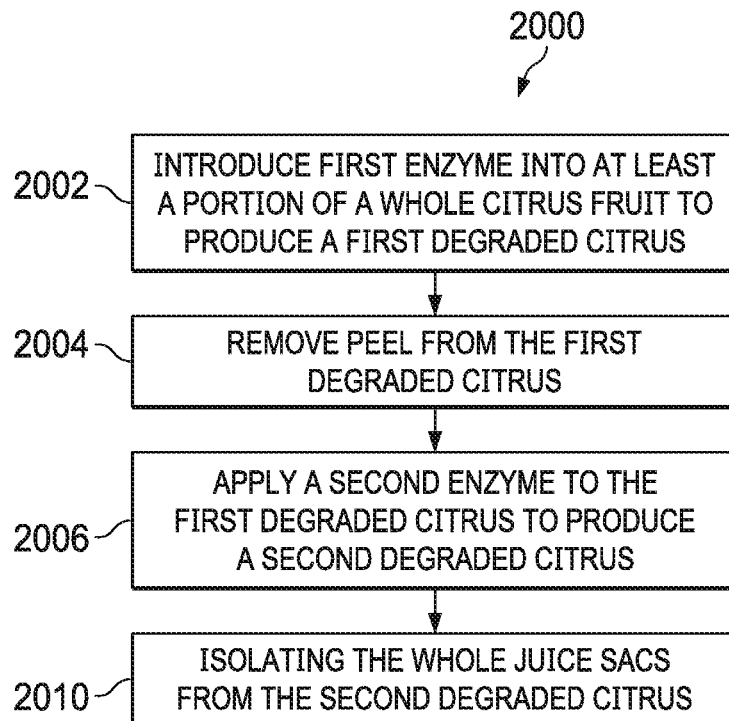 2000
2002
INTRODUCE FIRST ENZYME INTO AT LEAST
A PORTION OF A WHOLE CITRUS FRUIT TO
PRODUCE A FIRST DEGRADED CITRUS
2004
REMOVE PEEL FROM THE FIRST
DEGRADED CITRUS
2006
APPLY A SECOND ENZYME TO THE
FIRST DEGRADED CITRUS TO PRODUCE
A SECOND DEGRADED CITRUS
2010
ISOLATING THE WHOLE JUICE SACS
FROM THE SECOND DEGRADED CITRUS